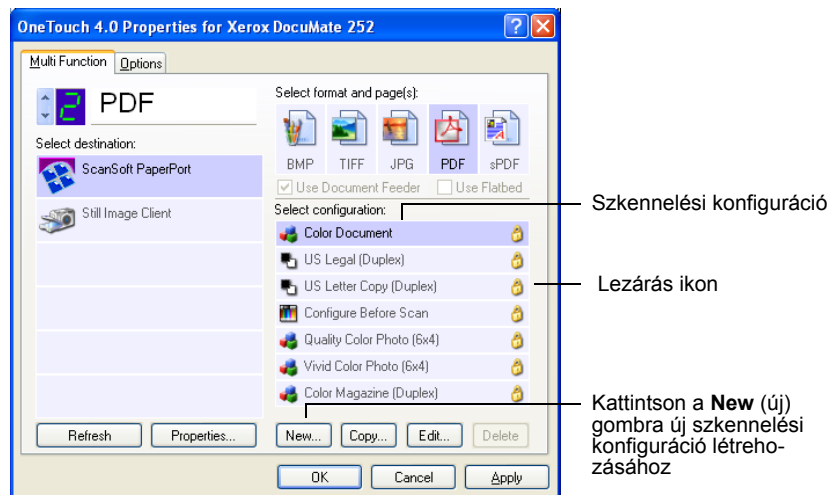 OneTouch 4.0 Properties for Xerox DocuMate 252
Multi Function
Options
2
PDF
Select destination:
ScanSoft PaperPort
Still Image Client
Refresh
Properties...
Select format and page(s):
BMP TIFF JPG PDF sPDF
Use Document Feeder
Use Flatbed
Select configuration:
Color Document
US Legal (Duplex)
US Letter Copy (Duplex)
Configure Before Scan
Quality Color Photo (6x4)
Vivid Color Photo (6x4)
Color Magazine (Duplex)
New... Copy... Edit... Delete
OK Cancel Apply
Szkennelési konfiguráció
Lezárás ikon
Kattintson a New (új)
gombra új szkennelési
konfiguráció létreho-
zásához